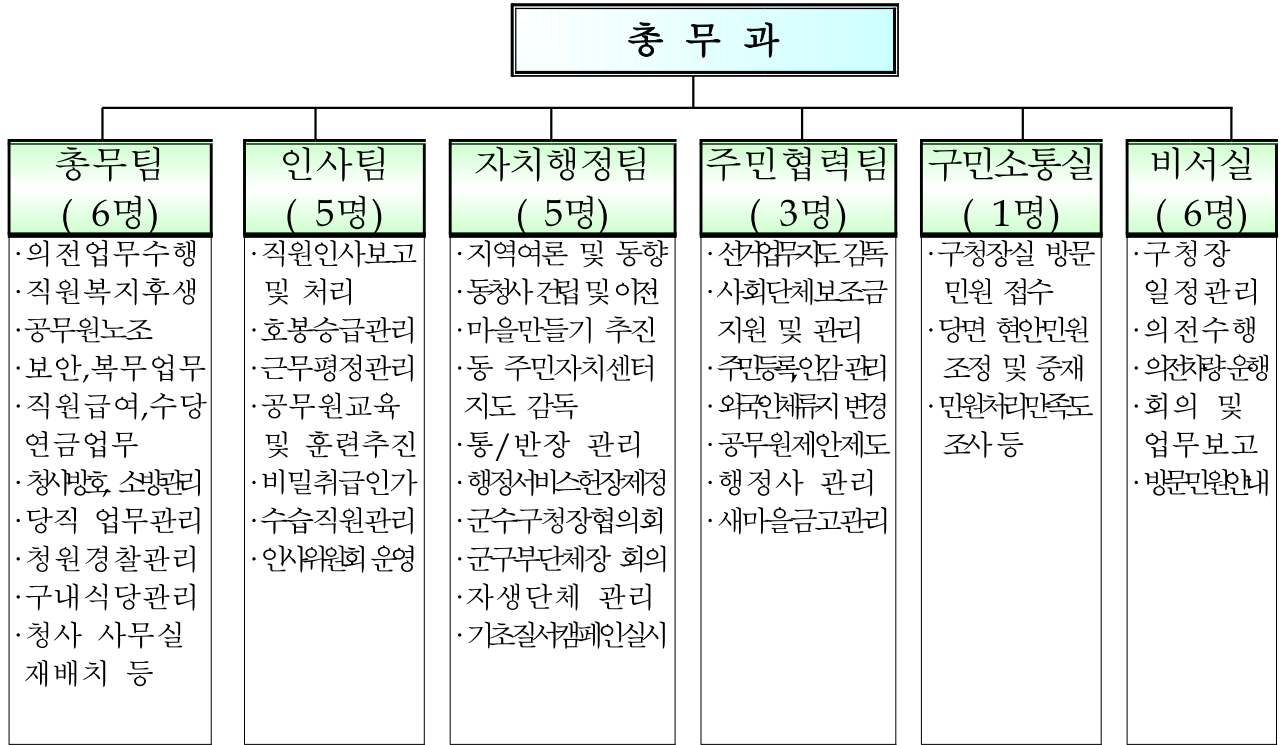 총 무 과
총무팀
( 6명)
·의전업무수행
·직원복지후생
·공무원노조
·보안,복무업무
·직원급여,수당
연금업무
·청사방호, 소방관리
·당직 업무관리
·청원경찰관리
·구내식당관리
·청사 사무실
재배치 등
인사팀
( 5명)
·직원인사보고
및 처리
·호봉승급관리
·근무평정관리
·공무원교육
및 훈련추진
·비밀취급인가
·수습직원관리
·인사위원회 운영
자치행정팀
( 5명)
·지역여론 및 동향
·동청사 건립 및 이전
·마을만들기 추진
·동 주민자치센터
지도 감독
·통/반장 관리
·행정서비스헌장제정
·군수구청장협의회
·군구부단체장 회의
·자생단체 관리
·기초질서캠페인실시
주민협력팀
( 3명)
·선거업무지도 감독
·사회단체보조금
지원 및 관리
·주민등록,인감 관리
·외국인체류지 변경
·공무원제안제도
·행정사 관리
·새마을금고관리
구민소통실
( 1명)
·구청장실 방문
민원 접수
·당면 현안민원
조정 및 중재
·민원처리만족도
조사 등
비서실
( 6명)
·구청장
일정관리
·의전수행
·의전차량 운행
·회의 및
업무보고
·방문민원안내